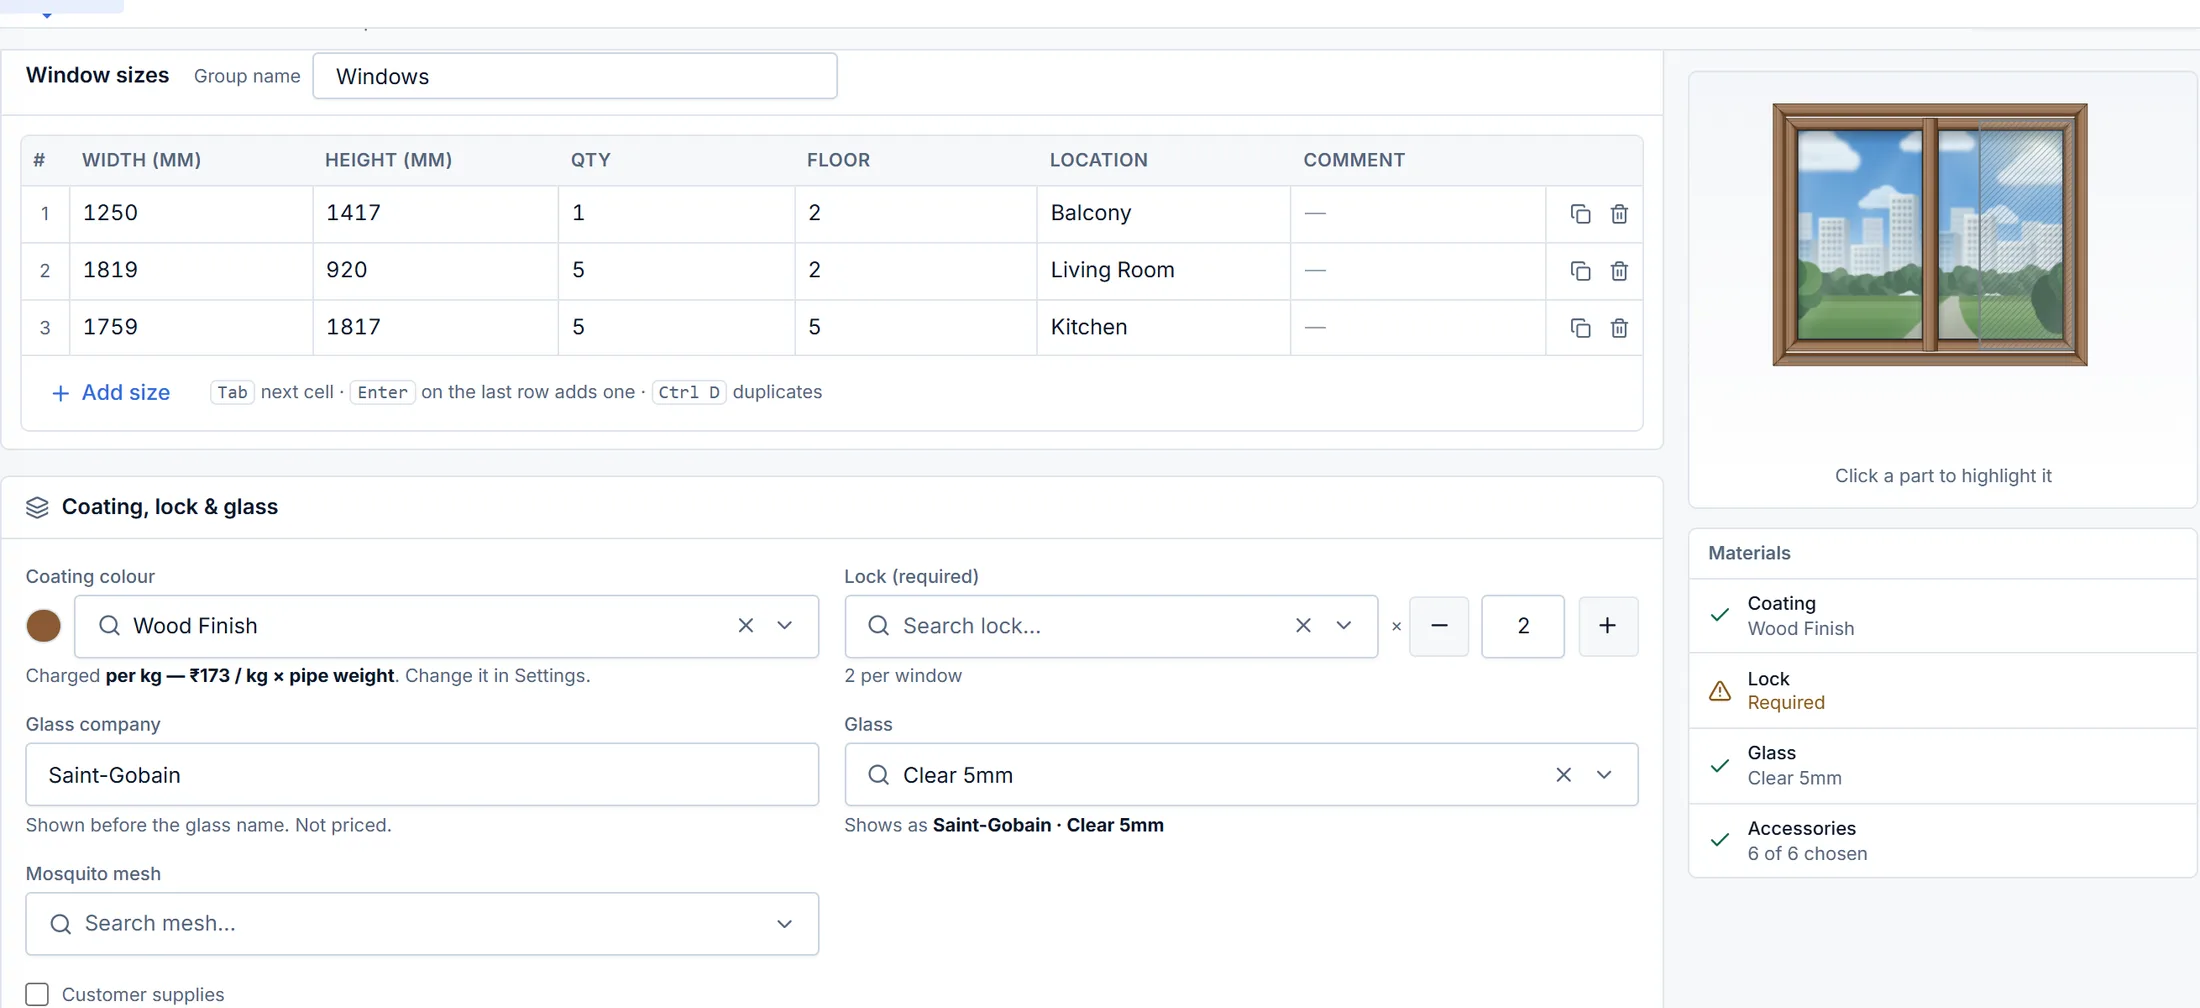 Window sizes Group name Windows
# WIDTH (MM) HEIGHT (MM) QTY FLOOR LOCATION COMMENT
1 1250 1417 1 2 Balcony —
2 1819 920 5 2 Living Room —
3 1759 1817 5 5 Kitchen —
+ Add size Tab next cell · Enter on the last row adds one · Ctrl D duplicates
Click a part to highlight it
Coating, lock & glass
Coating colour
Wood Finish
Charged per kg — ₹173 / kg × pipe weight. Change it in Settings.
Lock (required)
Search lock... × − 2 +
2 per window
Glass company
Saint-Gobain
Shown before the glass name. Not priced.
Glass
Clear 5mm
Shows as Saint-Gobain · Clear 5mm
Mosquito mesh
Search mesh...
Customer supplies
Materials
Coating
Wood Finish
Lock
Required
Glass
Clear 5mm
Accessories
6 of 6 chosen